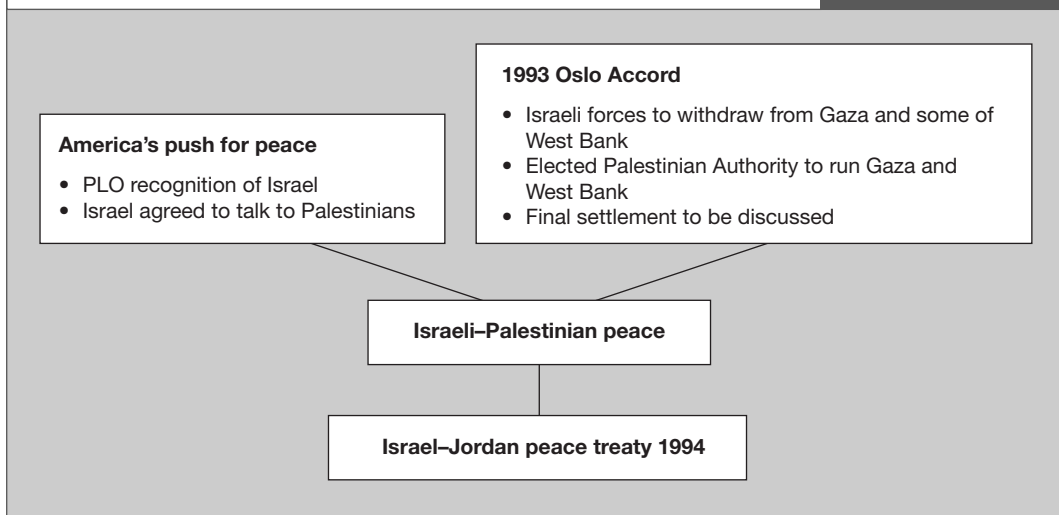 America’s push for peace
• PLO recognition of Israel
• Israel agreed to talk to Palestinians
1993 Oslo Accord
• Israeli forces to withdraw from Gaza and some of
West Bank
• Elected Palestinian Authority to run Gaza and
West Bank
• Final settlement to be discussed
Israeli–Palestinian peace
Israel–Jordan peace treaty 1994